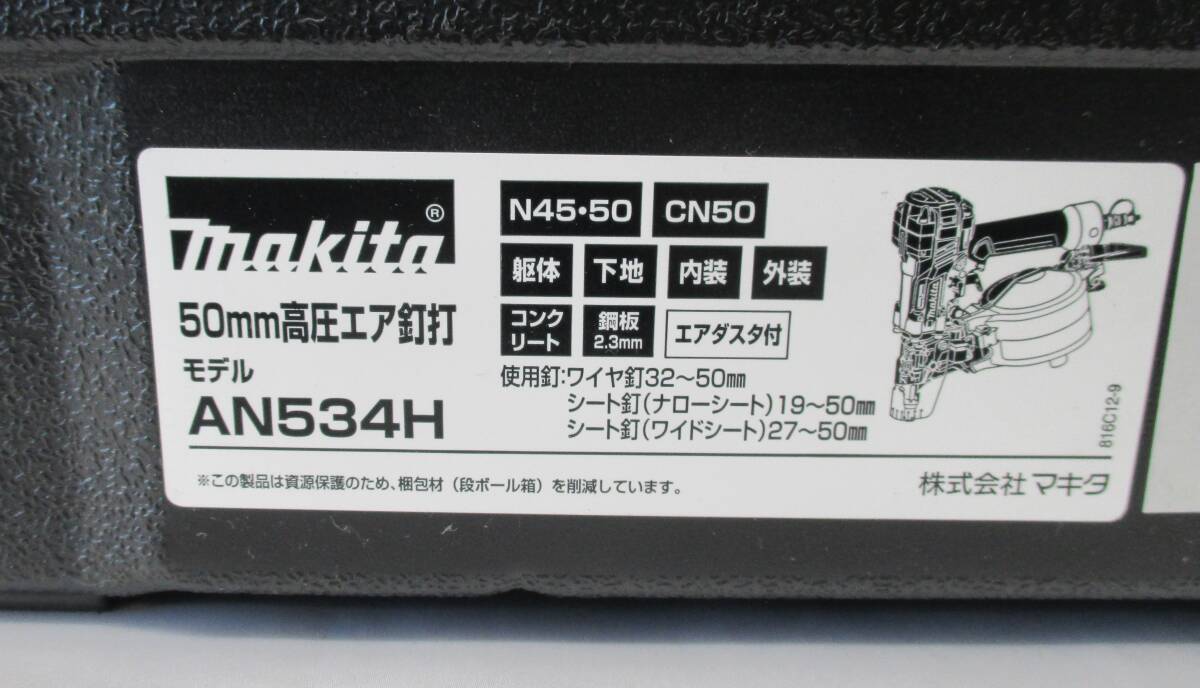 makita®
50mm高圧エア釘打
モデル
AN534H
N45・50 CN50
躯体 下地 内装 外装
コンクリート 鋼板2.3mm エアダスタ付
使用釘:ワイヤ釘32～50mm
シート釘(ナローシート)19～50mm
シート釘(ワイドシート)27～50mm
makita
816C12-9
※この製品は資源保護のため、梱包材(段ボール箱)を削減しています。
株式会社マキタ